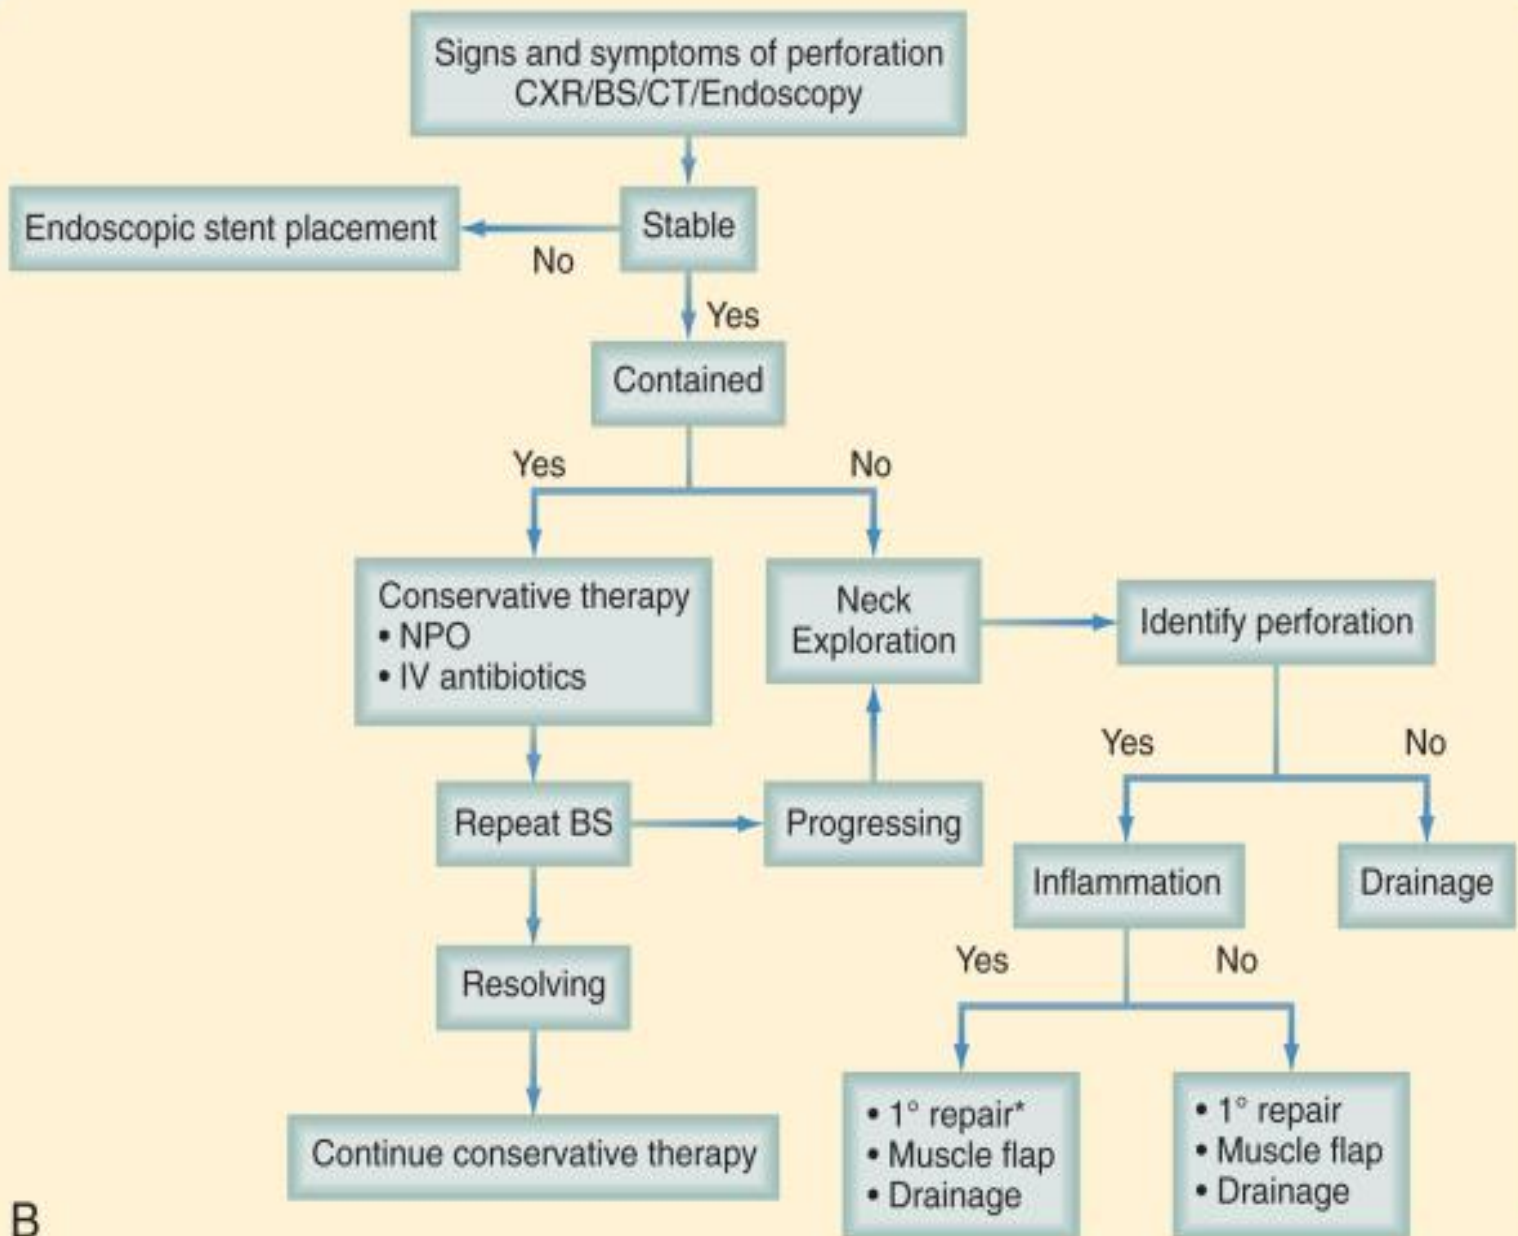 Signs and symptoms of perforation
CXR/BS/CT/Endoscopy
Endoscopic stent placement
Stable
No
Yes
Contained
Yes
No
Conservative therapy
• NPO
• IV antibiotics
Neck
Exploration
Identify perforation
Yes
No
Repeat BS
Progressing
Inflammation
Drainage
Yes
No
Resolving
• 1° repair*
• Muscle flap
• Drainage
• 1° repair
• Muscle flap
• Drainage
Continue conservative therapy
B